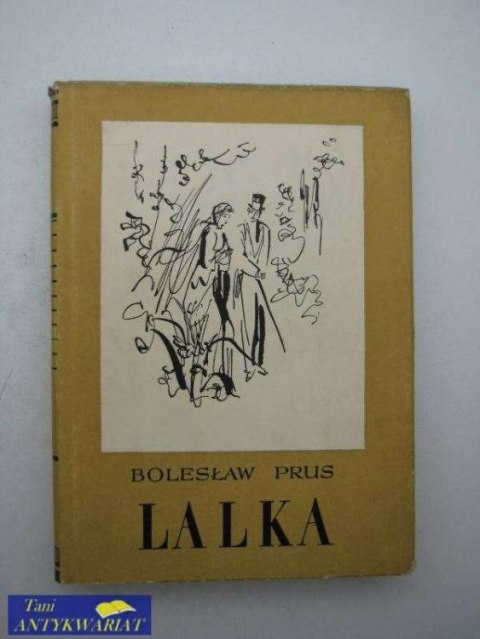 BOLESŁAW PRUS
LALKA
Tani
ANTYKWARIAT